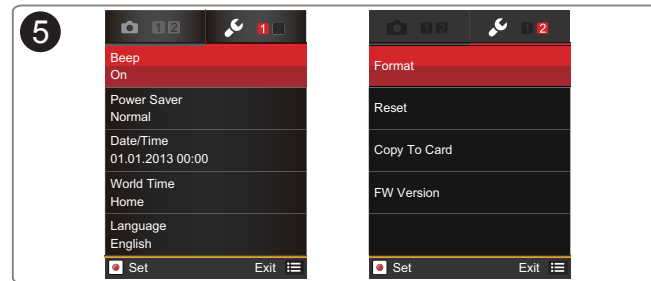 5
1 2
1 2
Beep
On
Power Saver
Normal
Date/Time
01.01.2013 00:00
World Time
Home
Language
English
Set Exit
1 2
1 2
Format
Reset
Copy To Card
FW Version
Set Exit